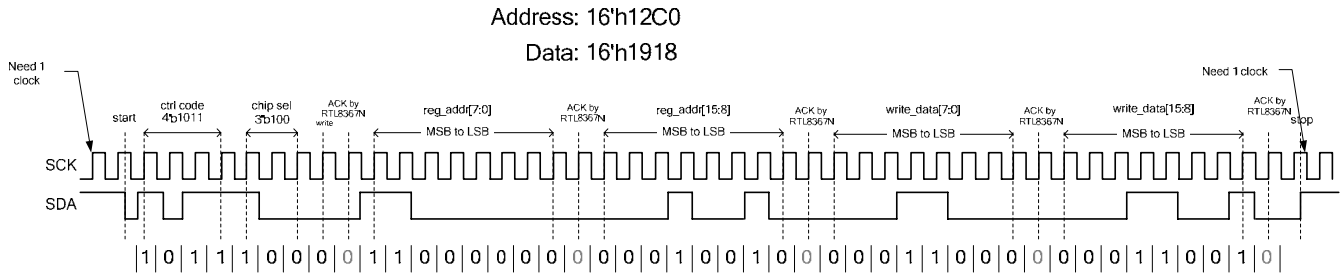 Address: 16'h12C0
Data: 16'h1918
Need 1
clock
start
ctrl code
4'b1011
chip sel
3'b100
write
ACK by
RTL8367N
reg_addr[7:0]
MSB to LSB
ACK by
RTL8367N
reg_addr[15:8]
MSB to LSB
ACK by
RTL8367N
write_data[7:0]
MSB to LSB
ACK by
RTL8367N
write_data[15:8]
MSB to LSB
ACK by
RTL8367N
stop
Need 1 clock
SCK
SDA
1 0 1 1 1 0 0 0 0 1 1 0 0 0 0 0 0 0 0 0 0 1 0 0 1 0 0 0 0 0 1 1 0 0 0 0 0 0 0 1 1 0 0 1 0